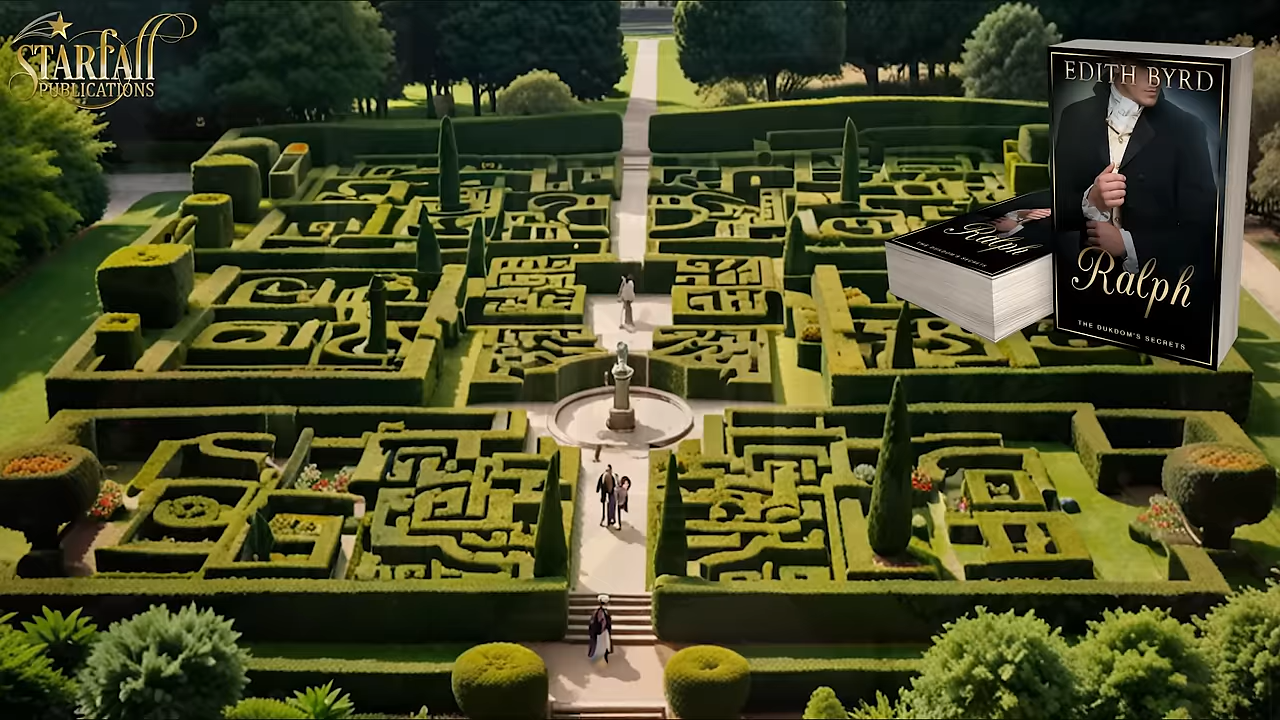 STARfall
PUBLICATIONS
EDITH BYRD
Ralph
THE DUKDOM'S SECRETS
Ralph
THE DUKDOM'S SECRETS